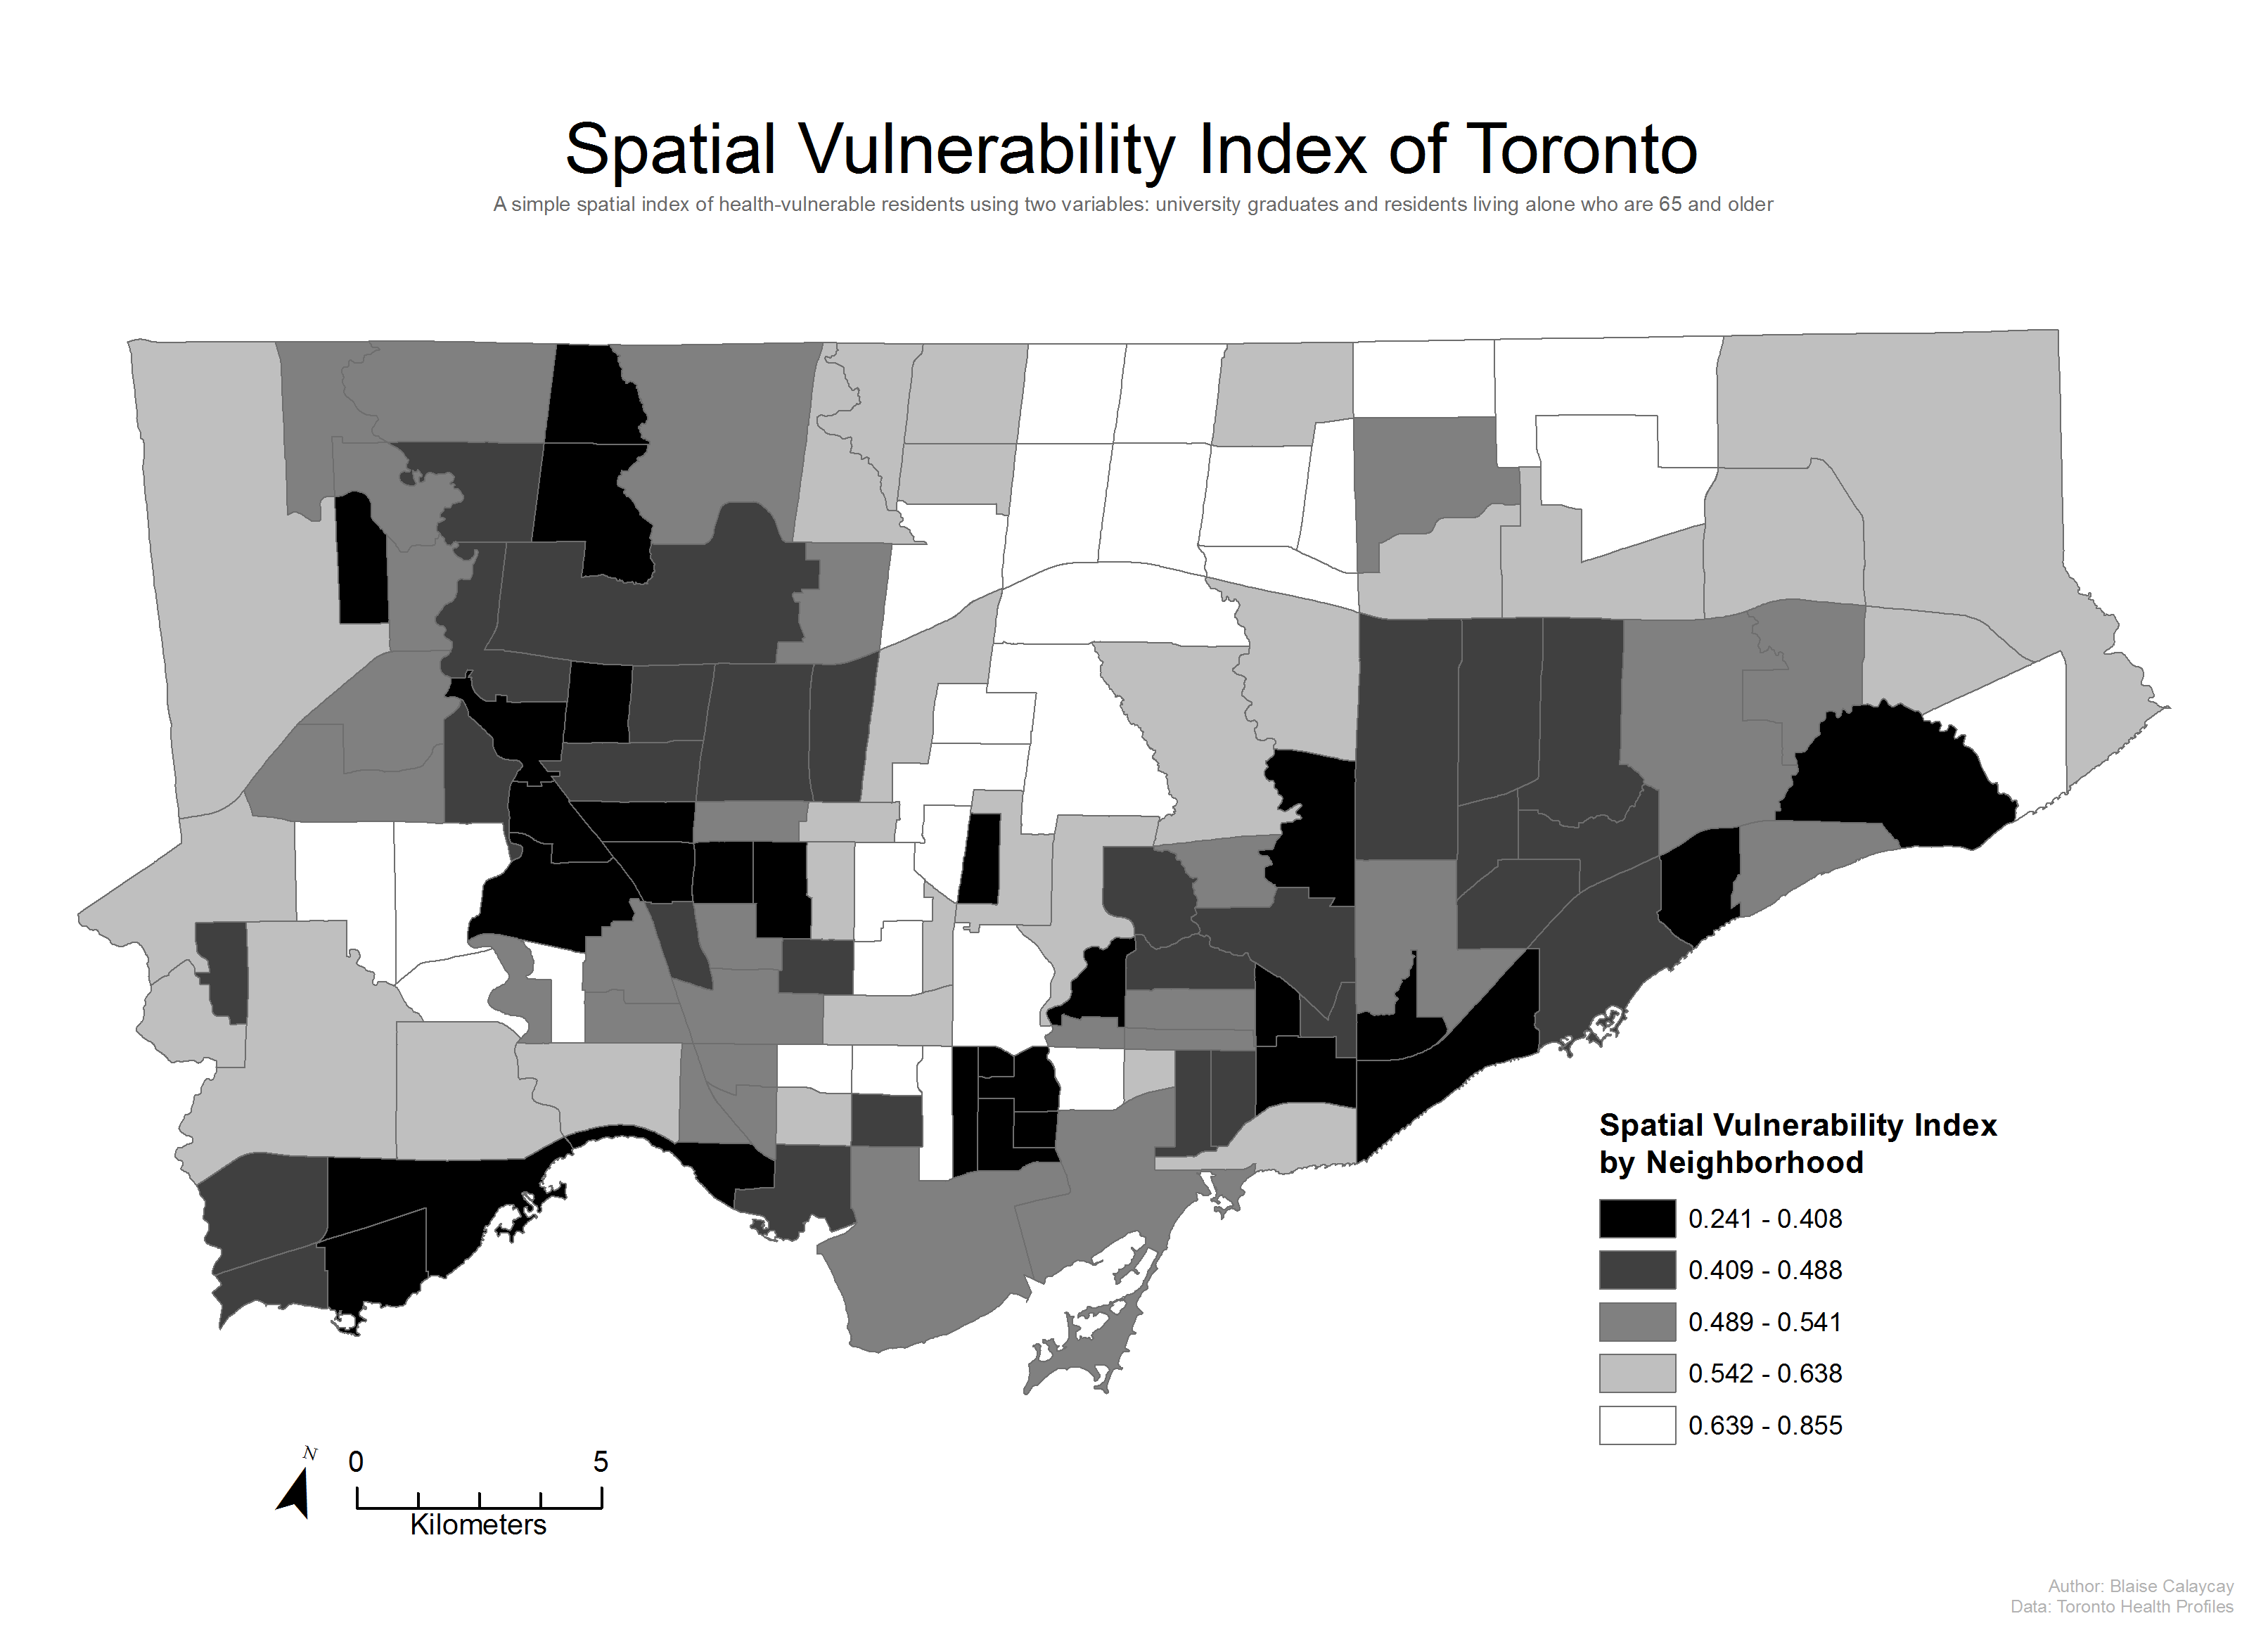 Spatial Vulnerability Index of Toronto
A simple spatial index of health-vulnerable residents using two variables: university graduates and residents living alone who are 65 and older
Spatial Vulnerability Index
by Neighborhood
0.241 - 0.408
0.409 - 0.488
0.489 - 0.541
0.542 - 0.638
0.639 - 0.855
N
0 5
Kilometers
Author: Blaise Calaycay
Data: Toronto Health Profiles